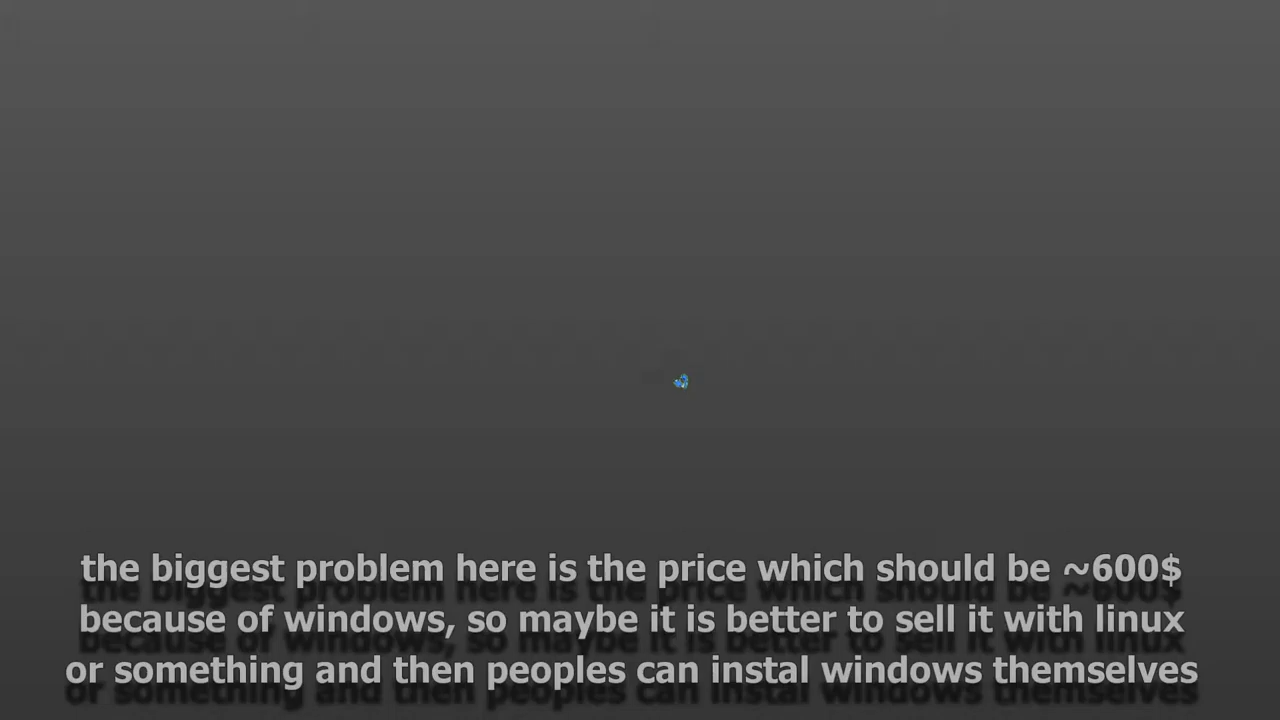 the biggest problem here is the price which should be ~600$
because of windows, so maybe it is better to sell it with linux
or something and then peoples can instal windows themselves